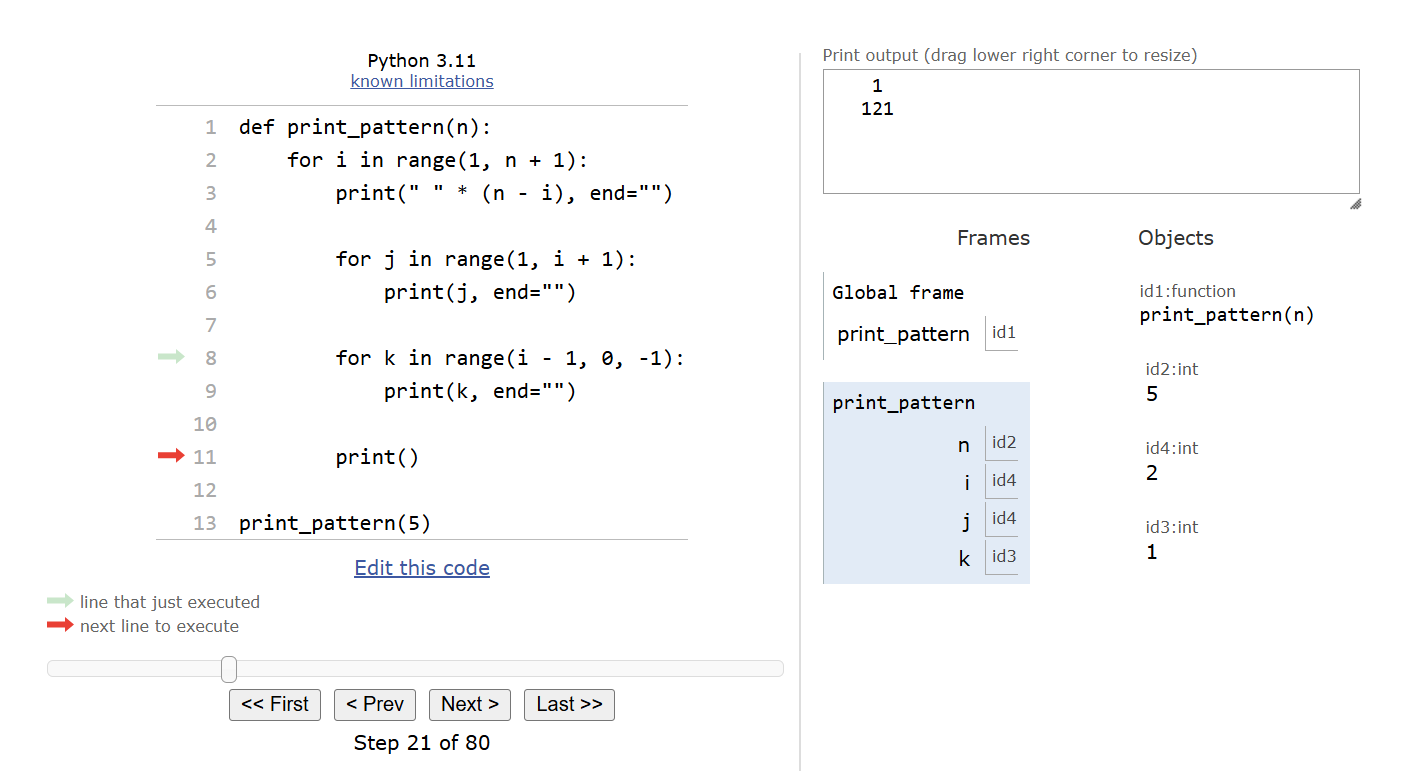 Python 3.11
known limitations
1 def print_pattern(n):
2     for i in range(1, n + 1):
3         print(" " * (n - i), end="")
4
5         for j in range(1, i + 1):
6             print(j, end="")
7
8         for k in range(i - 1, 0, -1):
9             print(k, end="")
10
11         print()
12
13 print_pattern(5)
Edit this code
line that just executed
next line to execute
<< First < Prev Next > Last >>
Step 21 of 80
Print output (drag lower right corner to resize)
    1
   121
Frames Objects
Global frame
print_pattern id1
print_pattern
n id2
i id4
j id4
k id3
id1:function
print_pattern(n)
id2:int
5
id4:int
2
id3:int
1